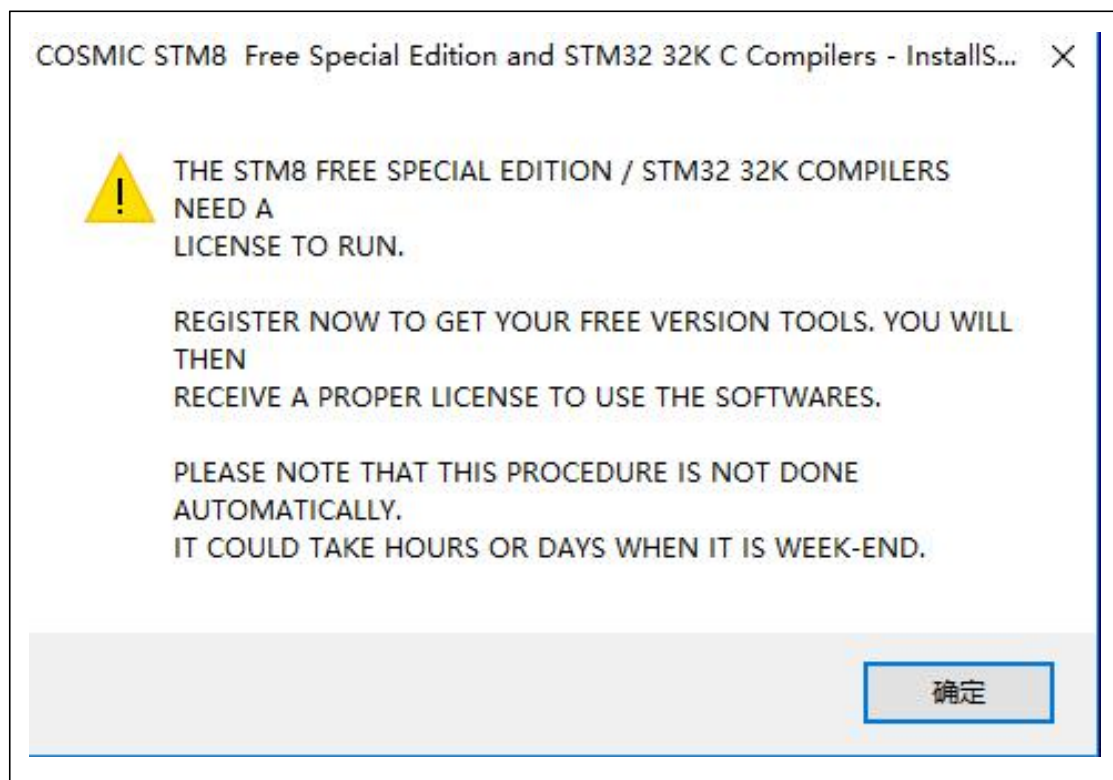 COSMIC STM8 Free Special Edition and STM32 32K C Compilers - InstallS...
THE STM8 FREE SPECIAL EDITION / STM32 32K COMPILERS
NEED A
LICENSE TO RUN.
REGISTER NOW TO GET YOUR FREE VERSION TOOLS. YOU WILL
THEN
RECEIVE A PROPER LICENSE TO USE THE SOFTWARES.
PLEASE NOTE THAT THIS PROCEDURE IS NOT DONE
AUTOMATICALLY.
IT COULD TAKE HOURS OR DAYS WHEN IT IS WEEK-END.
确定